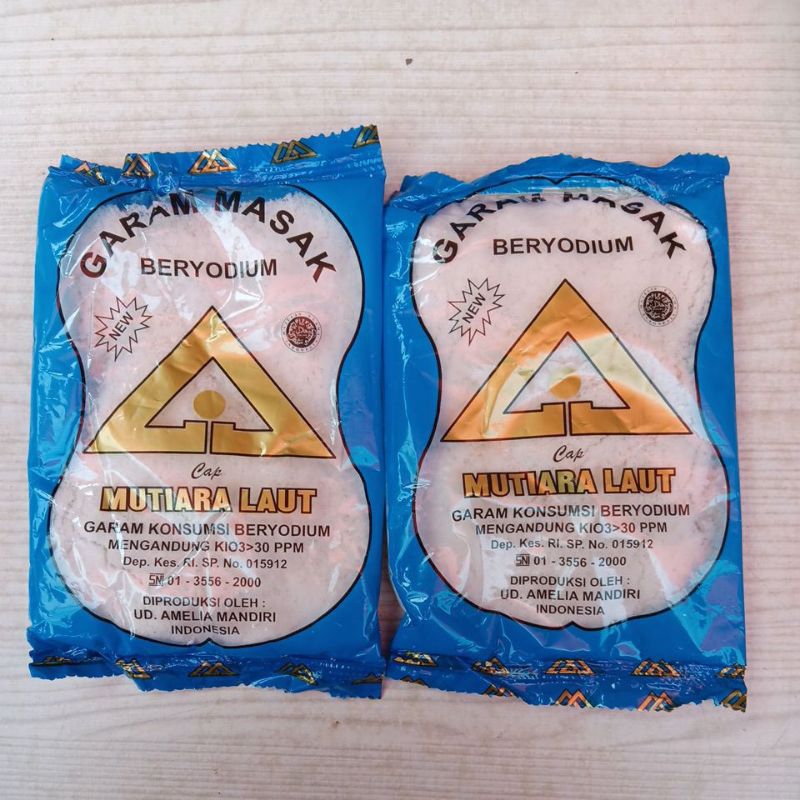 GARAM MASAK
BERYODIUM
NEW
Cap
MUTIARA LAUT
GARAM KONSUMSI BERYODIUM
MENGANDUNG KIO3>30 PPM
Dep. Kes. RI. SP. No. 015912
SNI 01 - 3556 - 2000
DIPRODUKSI OLEH :
UD. AMELIA MANDIRI
INDONESIA
GARAM MASAK
BERYODIUM
NEW
Cap
MUTIARA LAUT
GARAM KONSUMSI BERYODIUM
MENGANDUNG KIO3>30 PPM
Dep. Kes. RI. SP. No. 015912
SNI 01 - 3556 - 2000
DIPRODUKSI OLEH :
UD. AMELIA MANDIRI
INDONESIA